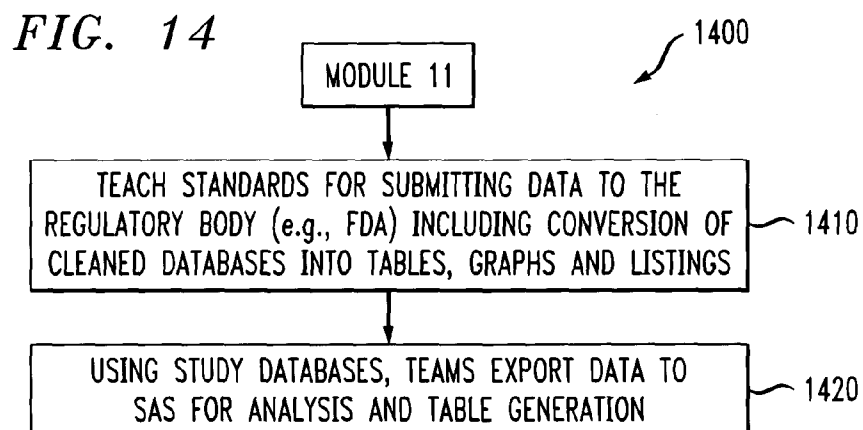 FIG. 14
1400
MODULE 11
TEACH STANDARDS FOR SUBMITTING DATA TO THE
REGULATORY BODY (e.g., FDA) INCLUDING CONVERSION OF
CLEANED DATABASES INTO TABLES, GRAPHS AND LISTINGS
1410
USING STUDY DATABASES, TEAMS EXPORT DATA TO
SAS FOR ANALYSIS AND TABLE GENERATION
1420